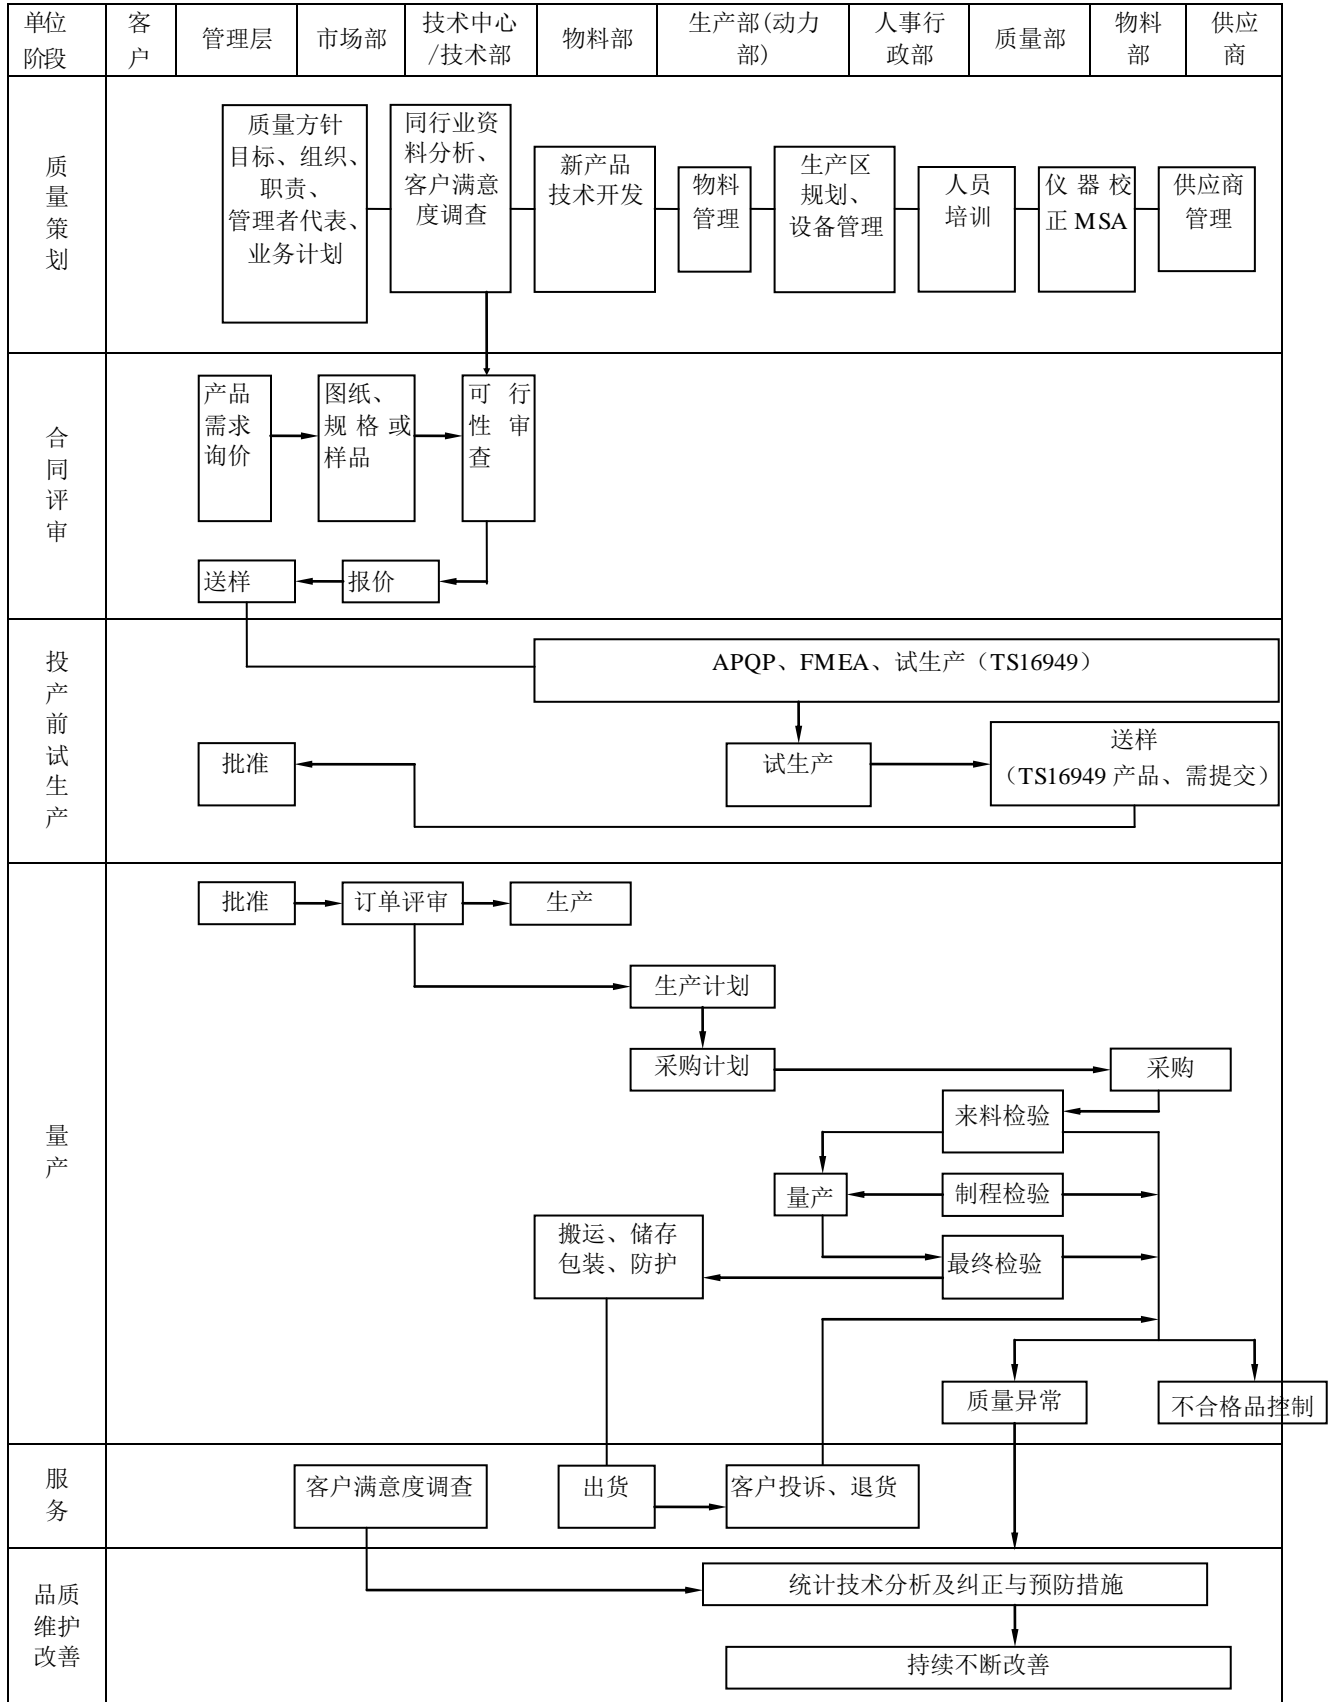 单位
阶段
客
户
管理层
市场部
技术中心
/技术部
物料部
生产部(动力
部)
人事行
政部
质量部
物料
部
供应
商
质
量
策
划
质量方针
目标、组织、
职责、
管理者代表、
业务计划
同行业资
料分析、
客户满意
度调查
新产品
技术开发
物料
管理
生产区
规划、
设备管理
人员
培训
仪器校
正MSA
供应商
管理
合
同
评
审
产品
需求
询价
图纸、
规格或
样品
可行
性审
查
送样
报价
投
产
前
试
生
产
APQP、FMEA、试生产（TS16949）
批准
试生产
送样
（TS16949 产品、需提交）
量
产
批准
订单评审
生产
生产计划
采购计划
采购
来料检验
量产
制程检验
搬运、储存
包装、防护
最终检验
质量异常
不合格品控制
服
务
客户满意度调查
出货
客户投诉、退货
品质
维护
改善
统计技术分析及纠正与预防措施
持续不断改善